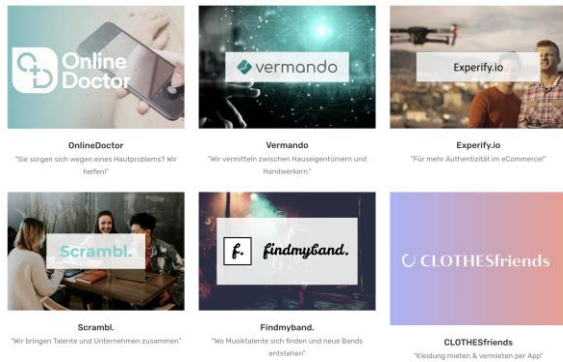 Online
Doctor
vermando
Experify.io
OnlineDoctor
"Sie sorgen sich wegen eines Hautproblems? Wir
helfen!"
Vermando
"Wir vermitteln zwischen Hauseigentümern und
Handwerkern."
Experify.io
"Für mehr Authentizität im eCommerce!"
Scrambl.
f. findmyband.
CLOTHESfriends
Scrambl.
"Wir bringen Talente und Unternehmen zusammen"
Findmyband.
"Wo Musiktalente sich finden und neue Bands
entstehen"
CLOTHESfriends
"Kleidung mieten & vermieten per App"